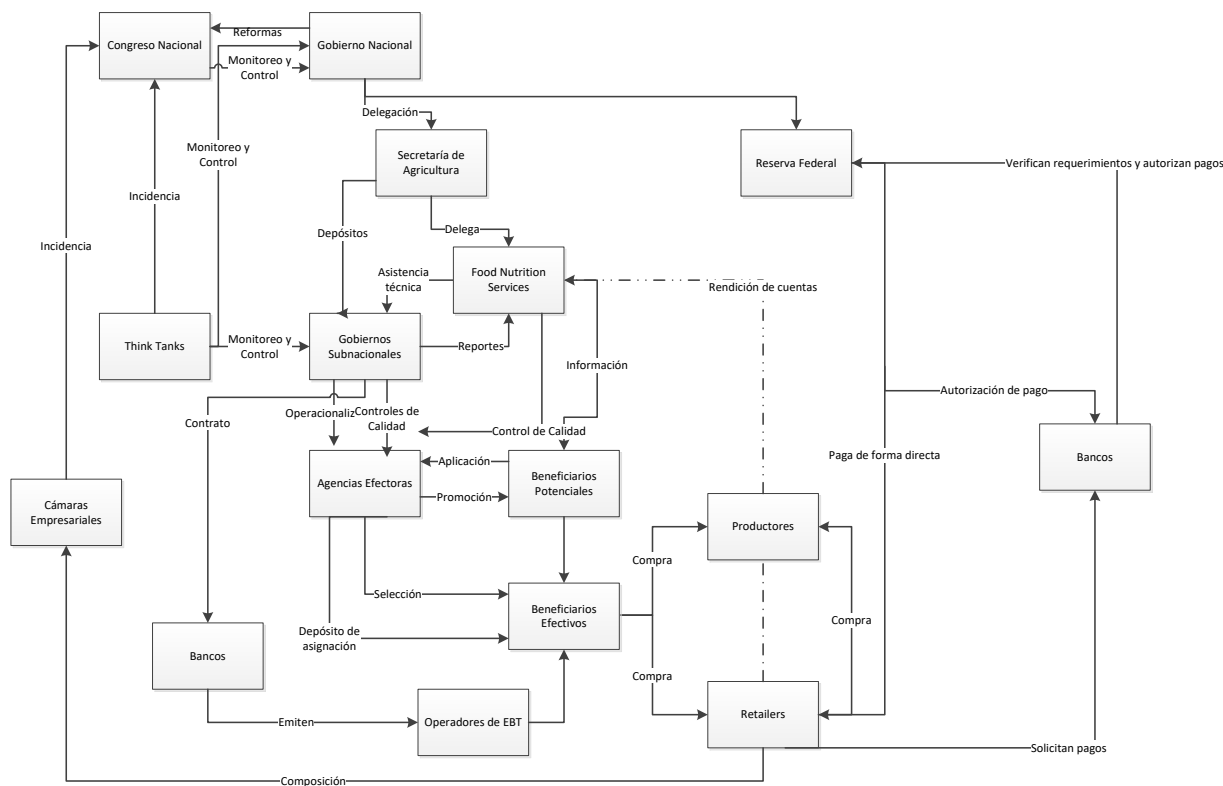 Reformas
Congreso Nacional
Gobierno Nacional
Monitoreo y
Control
Delegación
Secretaría de
Agricultura
Reserva Federal
Verifican requerimientos y autorizan pagos
Monitoreo y
Control
Incidencia
Depósitos
Delega
Incidencia
Asistencia
técnica
Food Nutrition
Services
Rendición de cuentas
Think Tanks
Monitoreo y
Control
Gobiernos
Subnacionales
Reportes
Información
Autorización de pago
Contrato
Operacionaliz
Controles de
Calidad
Control de Calidad
Agencias Efectoras
Aplicación
Promoción
Beneficiarios
Potenciales
Paga de forma directa
Bancos
Cámaras
Empresariales
Productores
Compra
Selección
Beneficiarios
Efectivos
Depósito de
asignación
Compra
Bancos
Compra
Emiten
Operadores de EBT
Retailers
Solicitan pagos
Composición